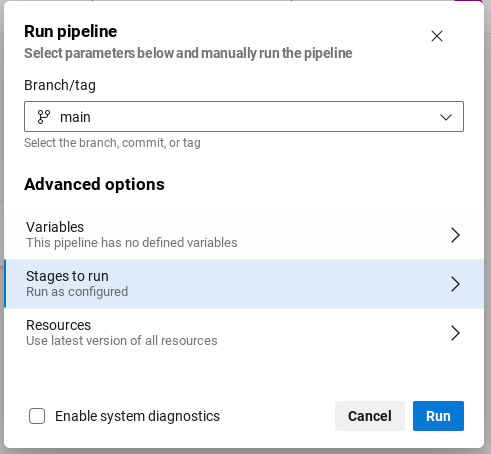 Run pipeline
Select parameters below and manually run the pipeline
Branch/tag
main
Select the branch, commit, or tag
Advanced options
Variables
This pipeline has no defined variables
Stages to run
Run as configured
Resources
Use latest version of all resources
Enable system diagnostics
Cancel
Run